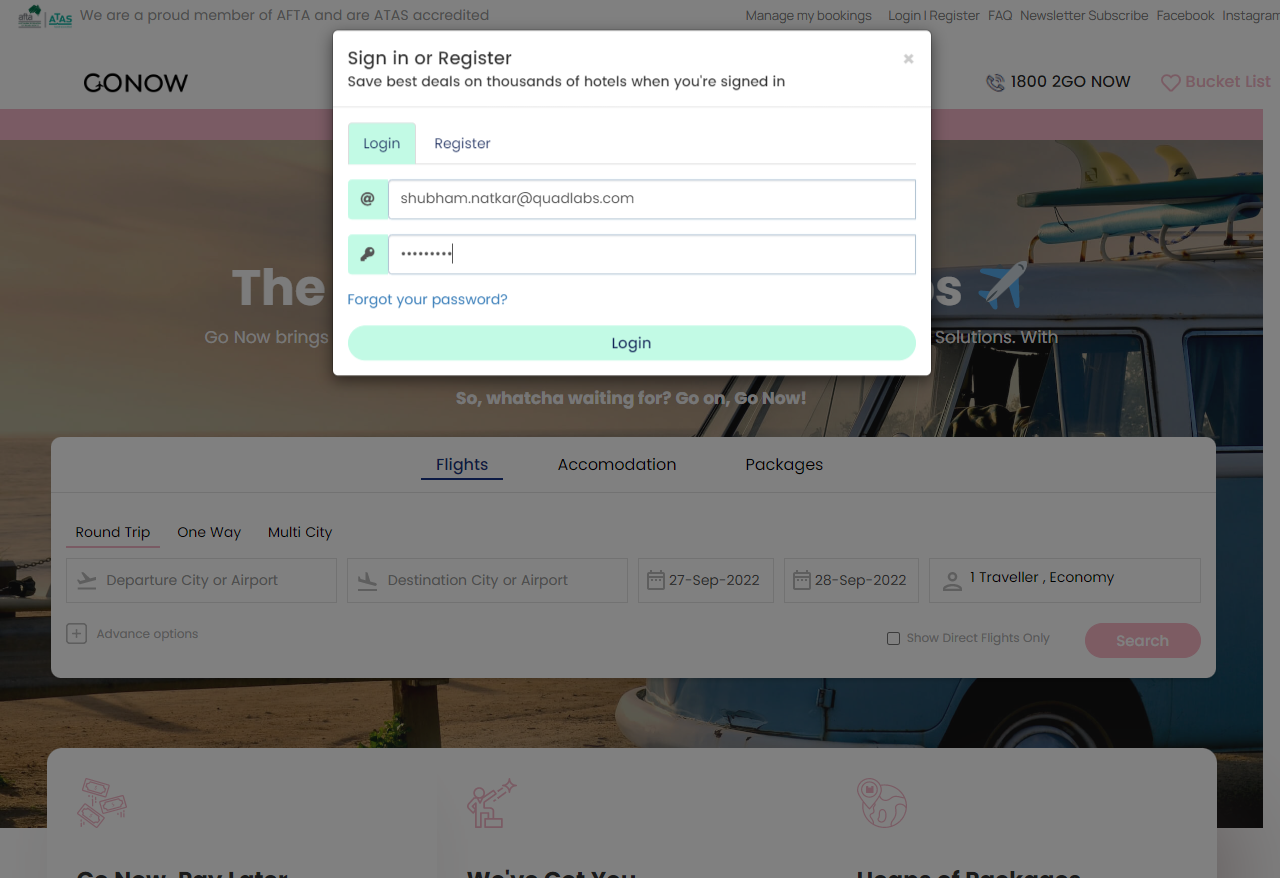 afta ATAS We are a proud member of AFTA and are ATAS accredited
Manage my bookings Login | Register FAQ Newsletter Subscribe Facebook Instagram
Sign in or Register ×
Save best deals on thousands of hotels when you're signed in
GONOW
1800 2GO NOW
Bucket List
Login Register
@ shubham.natkar@quadlabs.com
•••••••••
The
Forgot your password?
Go Now brings
Solutions. With
Login
So, whatcha waiting for? Go on, Go Now!
Flights Accomodation Packages
Round Trip One Way Multi City
Departure City or Airport Destination City or Airport 27-Sep-2022 28-Sep-2022 1 Traveller , Economy
+ Advance options Show Direct Flights Only Search
Go Now, Pay Later We've Got You Heaps of Packages